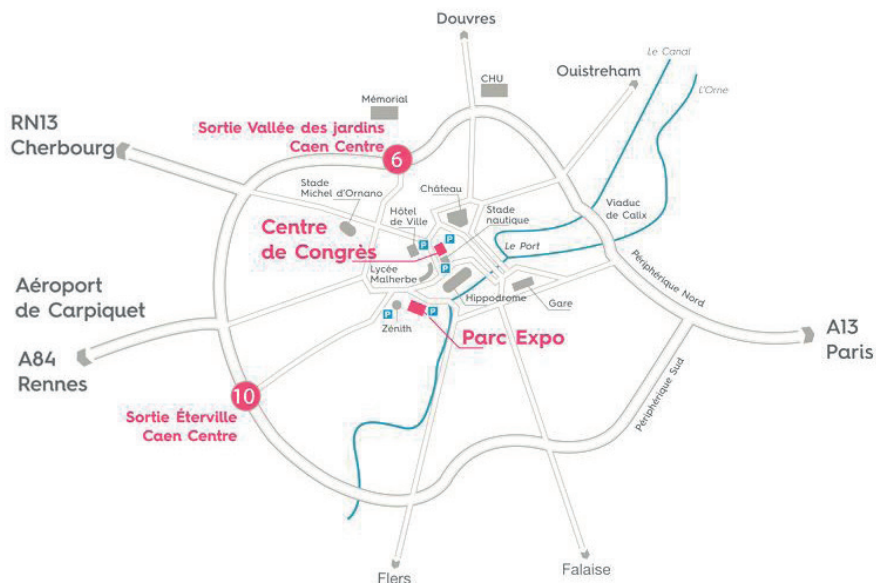 Douvres
Le Canal
CHU
Ouistreham
L'Orne
Mémorial
RN13
Cherbourg
Sortie Vallée des jardins
Caen Centre
6
Stade
Michel d'Ornano
Château
Hôtel
de Ville
Stade
nautique
Viaduc
de Calix
Centre
de Congrès
P
P
Le Port
Lycée
Malherbe
P
Périphérique Nord
Aéroport
de Carpiquet
Hippodrome
Gare
P
Zénith
P
Parc Expo
A13
Paris
A84
Rennes
10
Sortie Éterville
Caen Centre
Périphérique Sud
Flers
Falaise